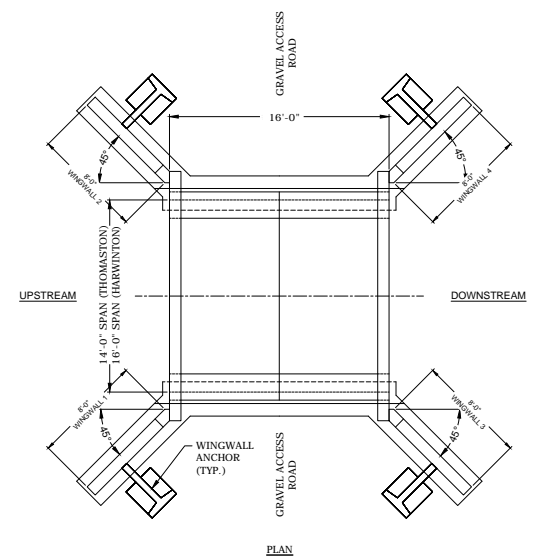 GRAVEL ACCESS
ROAD
16'-0"
45°
45°
8'-0"
WINGWALL 2
8'-0"
WINGWALL 4
UPSTREAM
14'-0" SPAN (THOMASTON)
16'-0" SPAN (HARWINTON)
DOWNSTREAM
8'-0"
WINGWALL 1
8'-0"
WINGWALL 3
45°
45°
WINGWALL
ANCHOR
(TYP.)
GRAVEL ACCESS
ROAD
PLAN